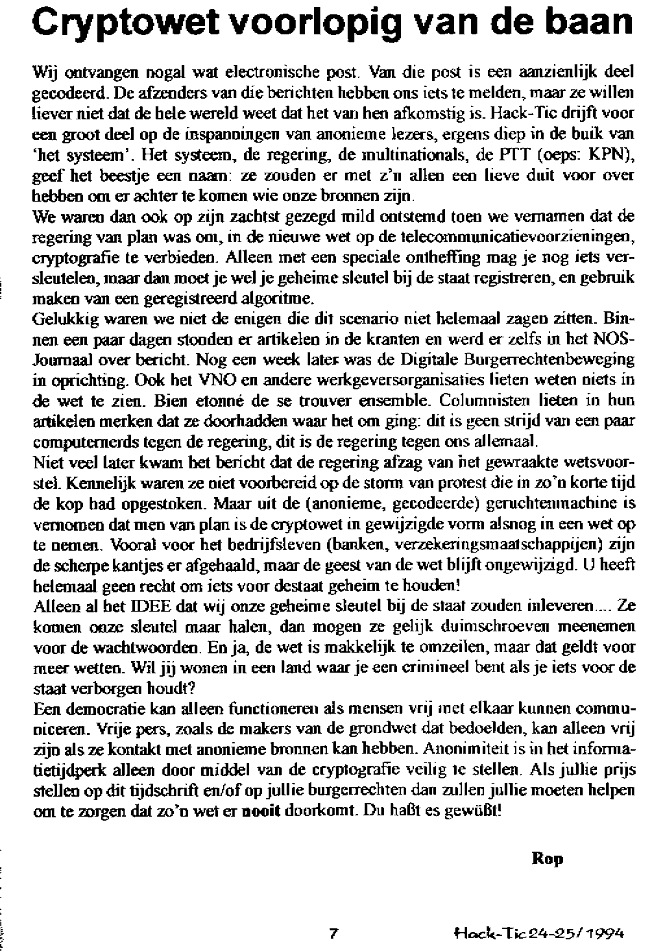 Cryptowet voorlopig van de baan
Wij ontvangen nogal wat electronische post. Van die post is een aanzienlijk deel
gecodeerd. De afzenders van die berichten hebben ons iets te melden, maar ze willen
liever niet dat de hele wereld weet dat het van hen afkomstig is. Hack-Tic drijft voor
een groot deel op de inspanningen van anonieme lezers, ergens diep in de buik van
‘het systeem’. Het systeem, de regering, de multinationals, de PTT (oeps: KPN),
geef het beestje een naam: ze zouden er met z’n allen een lieve duit voor over
hebben om er achter te komen wie onze bronnen zijn.
We waren dan ook op zijn zachtst gezegd mild ontstemd toen we vernamen dat de
regering van plan was om, in de nieuwe wet op de telecommunicatievoorzieningen,
cryptografie te verbieden. Alleen met een speciale ontheffing mag je nog iets ver-
sleutelen, maar dan moet je wel je geheime sleutel bij de staat registreren, en gebruik
maken van een geregistreerd algoritme.
Gelukkig waren we niet de enigen die dit scenario niet helemaal zagen zitten. Bin-
nen een paar dagen stonden er artikelen in de kranten en werd er zelfs in het NOS-
Journaal over bericht. Nog een week later was de Digitale Burgerrechtenbeweging
in oprichting. Ook het VNO en andere werkgeversorganisaties lieten weten niets in
de wet te zien. Bien etonné de se trouver ensemble. Columnisten lieten in hun
artikelen merken dat ze doorhadden waar het om ging: dit is geen strijd van een paar
computernerds tegen de regering, dit is de regering tegen ons allemaal.
Niet veel later kwam het bericht dat de regering afzag van het gewraakte wetsvoor-
stel. Kennelijk waren ze niet voorbereid op de storm van protest die in zo’n korte tijd
de kop had opgestoken. Maar uit de (anonieme, gecodeerde) geruchtenmachine is
vernomen dat men van plan is de cryptowet in gewijzigde vorm alsnog in een wet op
te nemen. Vooral voor het bedrijfsleven (banken, verzekeringsmaatschappijen) zijn
de scherpe kantjes er afgehaald, maar de geest van de wet blijft ongewijzigd. U heeft
helemaal geen recht om iets voor destaat geheim te houden!
Alleen al het IDEE dat wij onze geheime sleutel bij de staat zouden inleveren.... Ze
komen onze sleutel maar halen, dan mogen ze gelijk duimschroeven meenemen
voor de wachtwoorden. En ja, de wet is makkelijk te omzeilen, maar dat geldt voor
meer wetten. Wil jij wonen in een land waar je een crimineel bent als je iets voor de
staat verborgen houdt?
Een democratie kan alleen functioneren als mensen vrij met elkaar kunnen commu-
niceren. Vrije pers, zoals de makers van de grondwet dat bedoelden, kan alleen vrij
zijn als ze kontakt met anonieme bronnen kan hebben. Anonimiteit is in het informa-
tietijdperk alleen door middel van de cryptografie veilig te stellen. Als jullie prijs
stellen op dit tijdschrift en/of op jullie burgerrechten dan zullen jullie moeten helpen
om te zorgen dat zo’n wet er nooit doorkomt. Du haßt es gewüßt!
Rop
7 Hack-Tic 24-25/1994